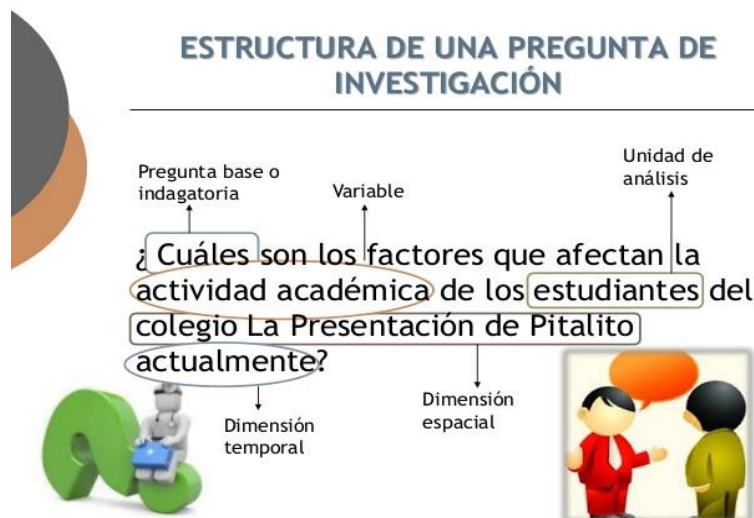 ESTRUCTURA DE UNA PREGUNTA DE
INVESTIGACIÓN
Pregunta base o
indagatoria
Variable
Unidad de
análisis
¿ Cuáles son los factores que afectan la
actividad académica de los estudiantes del
colegio La Presentación de Pitalito
actualmente?
Dimensión
temporal
Dimensión
espacial